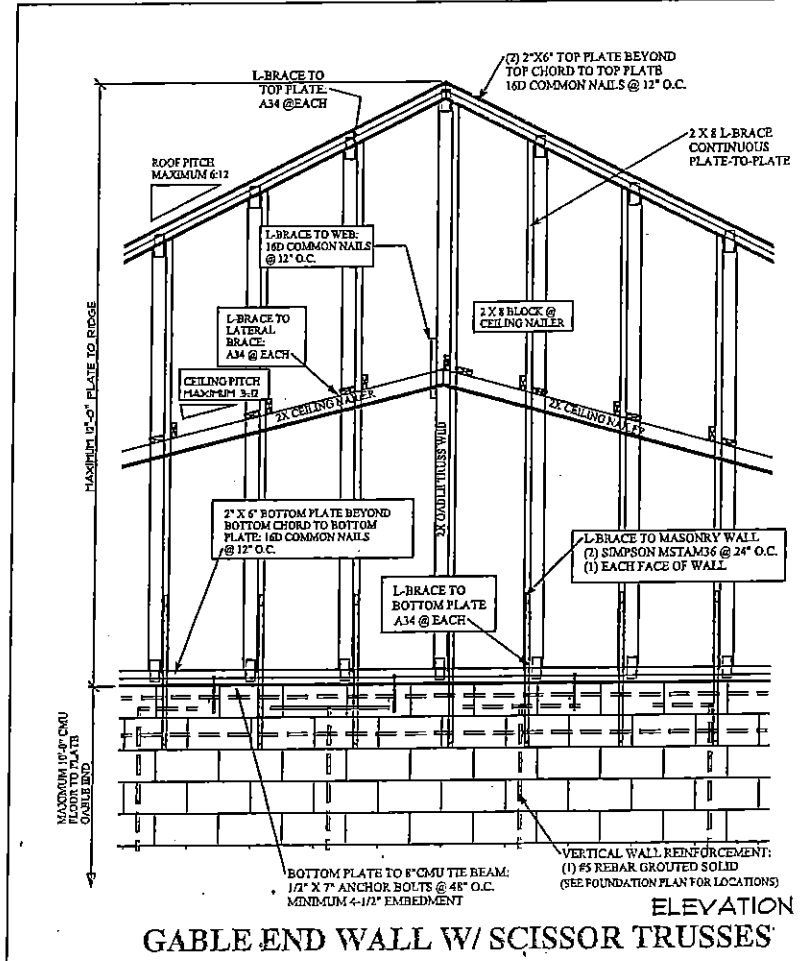 (2) 2"X6" TOP PLATE BEYOND
TOP CHORD TO TOP PLATE
16D COMMON NAILS @ 12" O.C.
L-BRACE TO
TOP PLATE:
A34 @EACH
2 X 8 L-BRACE
CONTINUOUS
PLATE-TO-PLATE
ROOF PITCH
MAXIMUM 6:12
L-BRACE TO WEB:
16D COMMON NAILS
@ 12" O.C.
L-BRACE TO
LATERAL
BRACE:
A34 @ EACH
2 X 8 BLOCK @
CEILING NAILER
MAXIMUM 12'-0" PLATE TO RIDGE
CEILING PITCH
MAXIMUM 3:12
2X CEILING NAILER
2X CEILING NAILER
2X GABLE TRUSS WEB
2" X 6" BOTTOM PLATE BEYOND
BOTTOM CHORD TO BOTTOM
PLATE: 16D COMMON NAILS
@ 12" O.C.
L-BRACE TO MASONRY WALL
(2) SIMPSON MSTAM36 @ 24" O.C.
(1) EACH FACE OF WALL
L-BRACE TO
BOTTOM PLATE
A34 @ EACH
MAXIMUM 10'-0" CMU
FLOOR TO PLATE
GABLE END
BOTTOM PLATE TO 8"CMU TIE BEAM:
1/2" X 7" ANCHOR BOLTS @ 48" O.C.
MINIMUM 4-1/2" EMBEDMENT
VERTICAL WALL REINFORCEMENT:
(1) #5 REBAR GROUTED SOLID
(SEE FOUNDATION PLAN FOR LOCATIONS)
ELEVATION
GABLE END WALL W/ SCISSOR TRUSSES